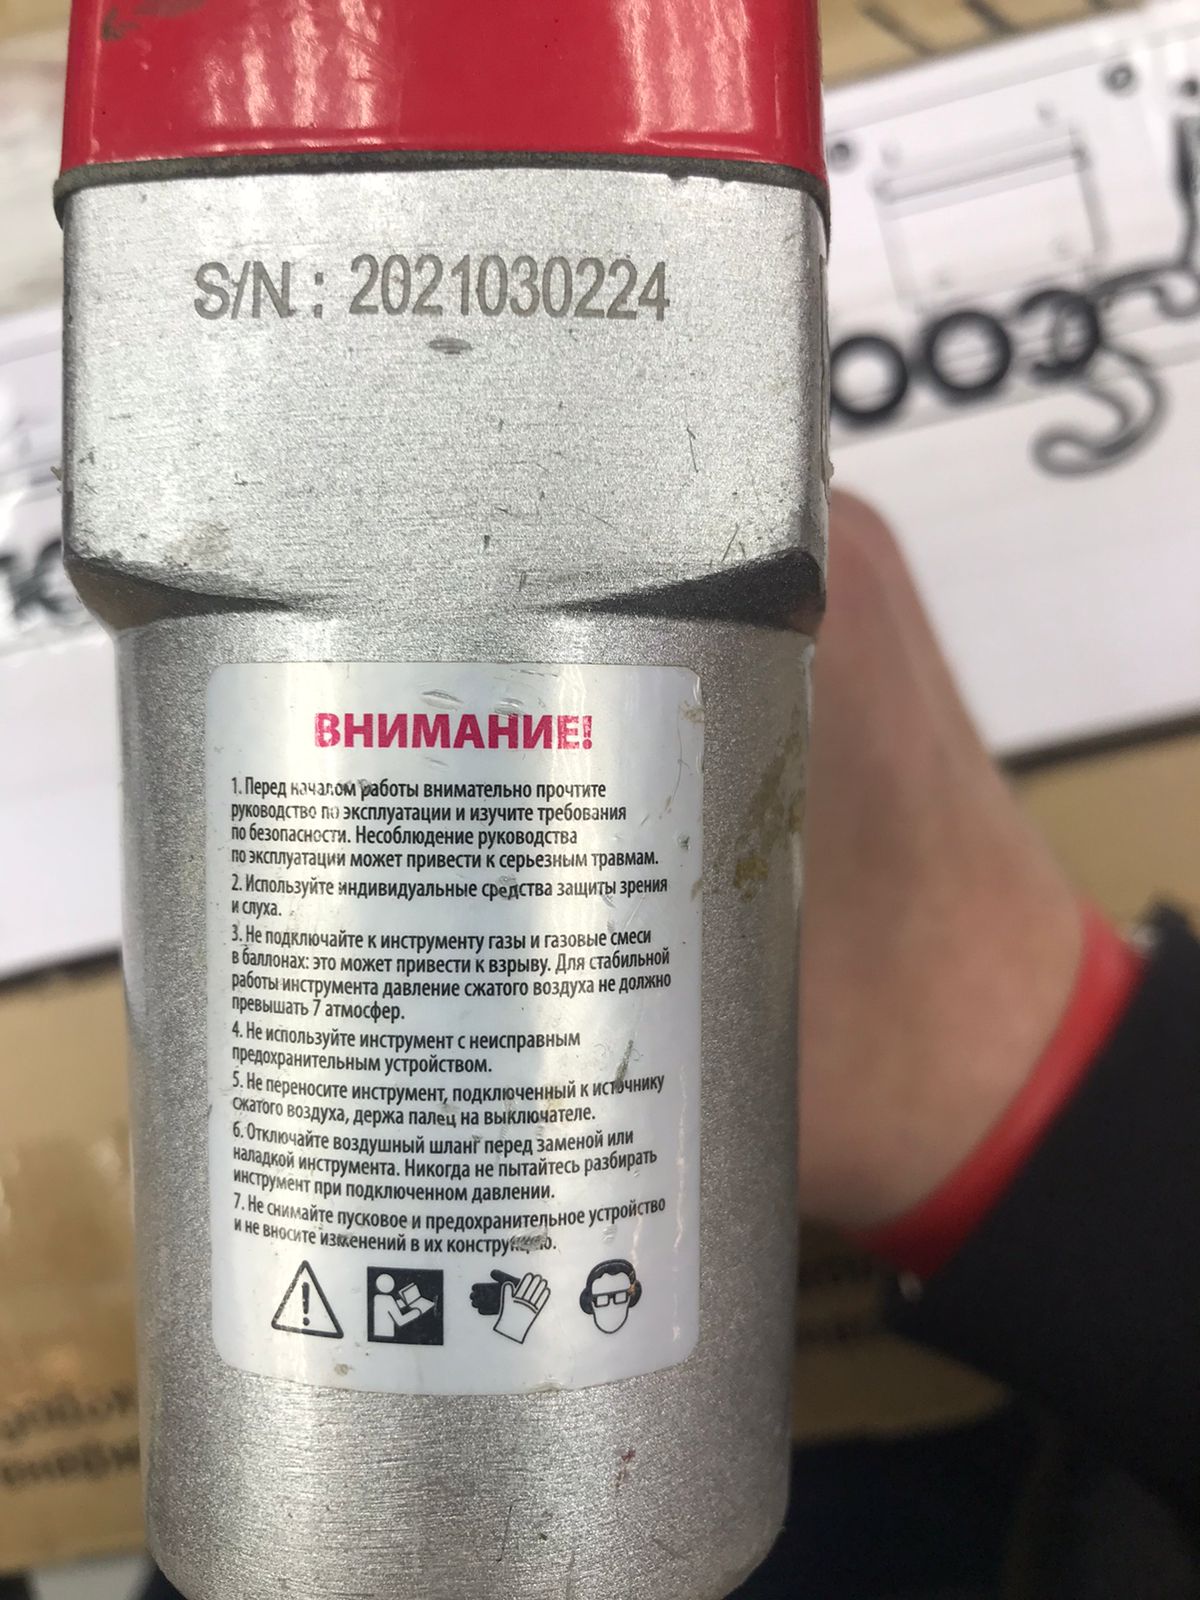 S/N.: 2021030224
ВНИМАНИЕ!
1. Перед началом работы внимательно прочтите
руководство по эксплуатации и изучите требования
по безопасности. Несоблюдение руководства
по эксплуатации может привести к серьезным травмам.
2. Используйте индивидуальные средства защиты зрения
и слуха.
3. Не подключайте к инструменту газы и газовые смеси
в баллонах: это может привести к взрыву. Для стабильной
работы инструмента давление сжатого воздуха не должно
превышать 7 атмосфер.
4. Не используйте инструмент с неисправным
предохранительным устройством.
5. Не переносите инструмент, подключенный к источнику
сжатого воздуха, держа палец на выключателе.
6. Отключайте воздушный шланг перед заменой или
наладкой инструмента. Никогда не пытайтесь разбирать
инструмент при подключенном давлении.
7. Не снимайте пусковое и предохранительное устройство
и не вносите изменений в их конструкцию.